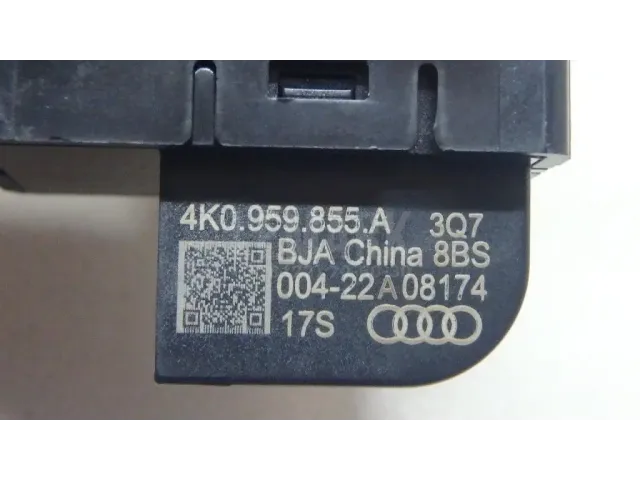 4K0.959.855.A 3Q7
BJA China 8BS
004-22A08174
17S